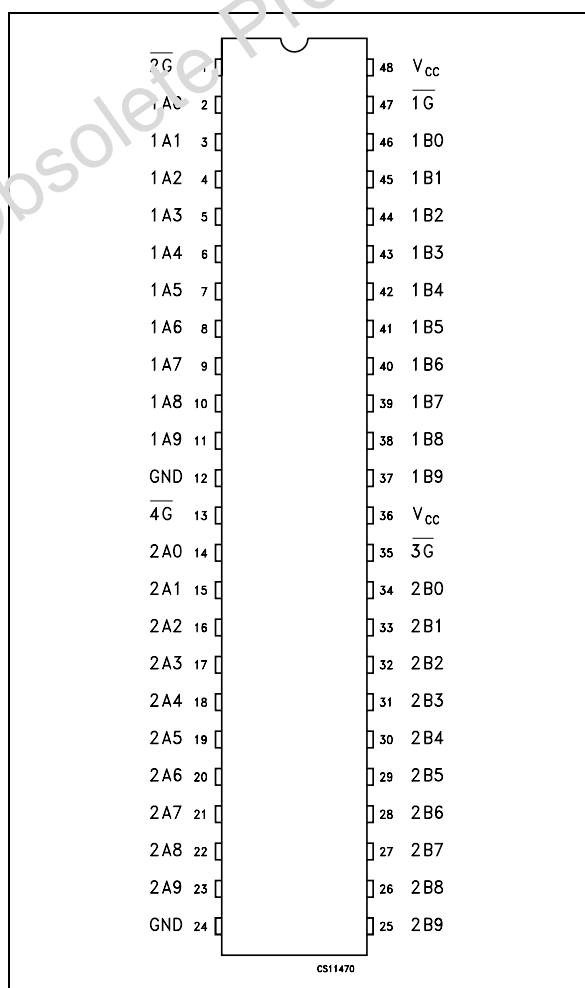 Obsolete Pro
2G 1 48 VCC
1A0 2 47 1G
1A1 3 46 1B0
1A2 4 45 1B1
1A3 5 44 1B2
1A4 6 43 1B3
1A5 7 42 1B4
1A6 8 41 1B5
1A7 9 40 1B6
1A8 10 39 1B7
1A9 11 38 1B8
GND 12 37 1B9
4G 13 36 VCC
2A0 14 35 3G
2A1 15 34 2B0
2A2 16 33 2B1
2A3 17 32 2B2
2A4 18 31 2B3
2A5 19 30 2B4
2A6 20 29 2B5
2A7 21 28 2B6
2A8 22 27 2B7
2A9 23 26 2B8
GND 24 25 2B9
CS11470